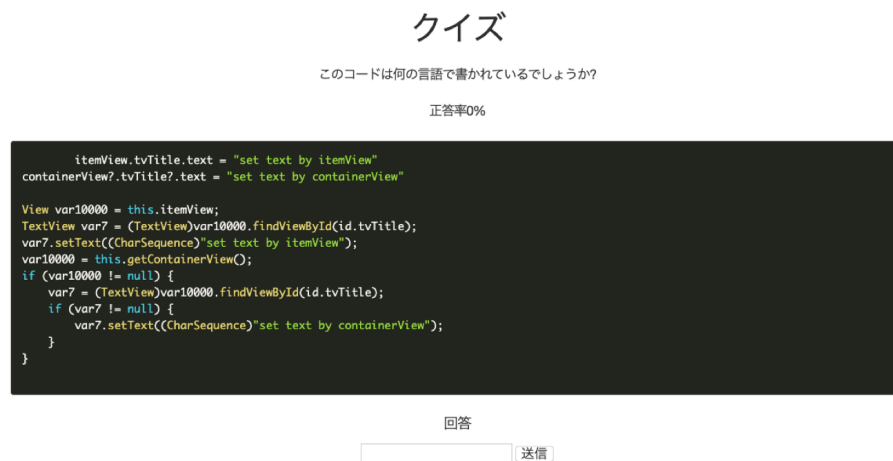 クイズ
このコードは何の言語で書かれているでしょうか?
正答率0%
        itemView.tvTitle.text = "set text by itemView"
containerView?.tvTitle?.text = "set text by containerView"

View var10000 = this.itemView;
TextView var7 = (TextView)var10000.findViewById(id.tvTitle);
var7.setText((CharSequence)"set text by itemView");
var10000 = this.getContainerView();
if (var10000 != null) {
    var7 = (TextView)var10000.findViewById(id.tvTitle);
    if (var7 != null) {
        var7.setText((CharSequence)"set text by containerView");
    }
}
回答
送信